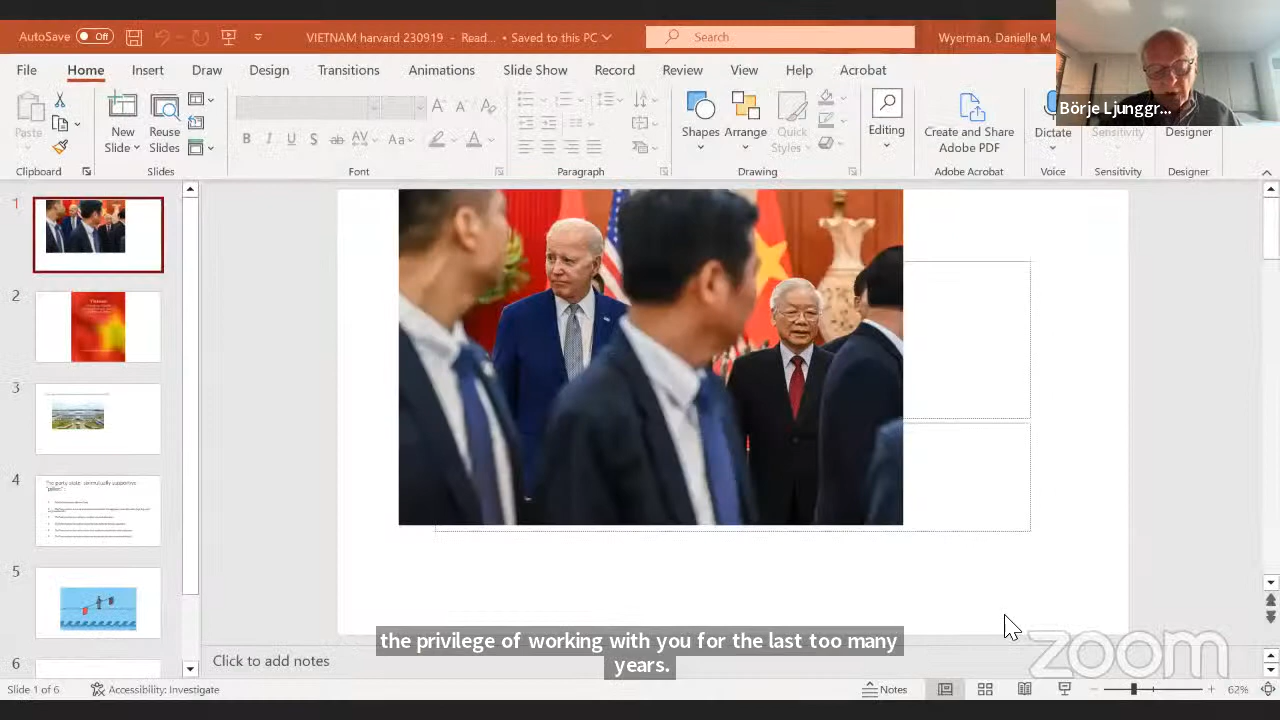 AutoSave Off VIETNAM harvard 230919 - Read... • Saved to this PC Search Wyerman, Danielle M
File Home Insert Draw Design Transitions Animations Slide Show Record Review View Help Acrobat
Börje Ljunggr...
Paste New Slide Reuse Slides Shapes Arrange Quick Styles Editing Create and Share Adobe PDF Dictate Sensitivity Designer
B I U S ab AV Aa A
Clipboard Slides Font Paragraph Drawing Adobe Acrobat Voice Sensitivity Designer
1
2
3
4
5
6
the privilege of working with you for the last too many
years.
zoom
Click to add notes
Slide 1 of 6 Accessibility: Investigate Notes 62%